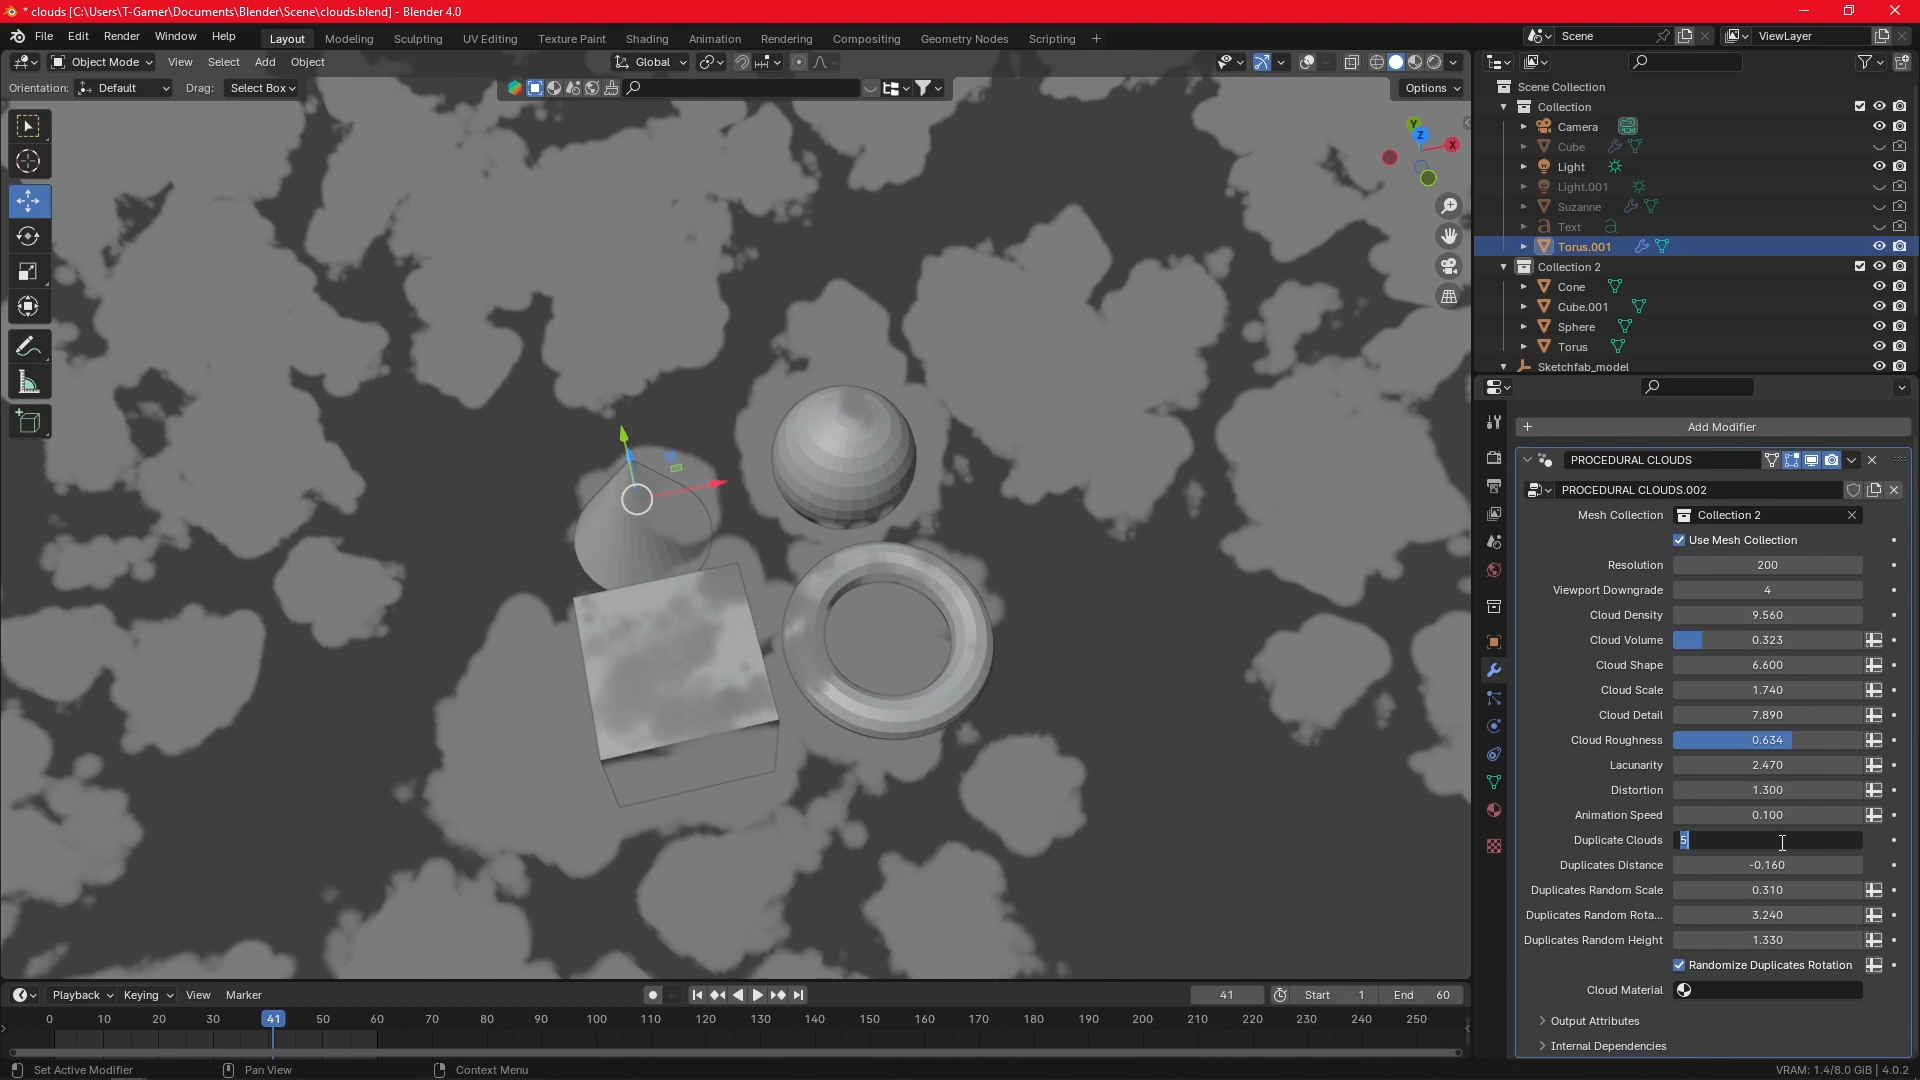 * clouds [C:\Users\T-Gamer\Documents\Blender\Scene\clouds.blend] - Blender 4.0
File Edit Render Window Help Layout Modeling Sculpting UV Editing Texture Paint Shading Animation Rendering Compositing Geometry Nodes Scripting + Scene ViewLayer
Object Mode View Select Add Object Global
Orientation: Default Drag: Select Box Options
Scene Collection
Collection
Camera
Cube
Light
Light.001
Suzanne
Text
Torus.001
Collection 2
Cone
Cube.001
Sphere
Torus
Sketchfab_model
Y
Z
X
Add Modifier
PROCEDURAL CLOUDS
PROCEDURAL CLOUDS.002
Mesh Collection Collection 2
Use Mesh Collection
Resolution 200
Viewport Downgrade 4
Cloud Density 9.560
Cloud Volume 0.323
Cloud Shape 6.600
Cloud Scale 1.740
Cloud Detail 7.890
Cloud Roughness 0.634
Lacunarity 2.470
Distortion 1.300
Animation Speed 0.100
Duplicate Clouds 5
Duplicates Distance -0.160
Duplicates Random Scale 0.310
Duplicates Random Rota... 3.240
Duplicates Random Height 1.330
Randomize Duplicates Rotation
Cloud Material
Output Attributes
Internal Dependencies
Playback Keying View Marker 41 Start 1 End 60
0 10 20 30 41 50 60 70 80 90 100 110 120 130 140 150 160 170 180 190 200 210 220 230 240 250
Set Active Modifier Pan View Context Menu VRAM: 1.4/8.0 GiB | 4.0.2